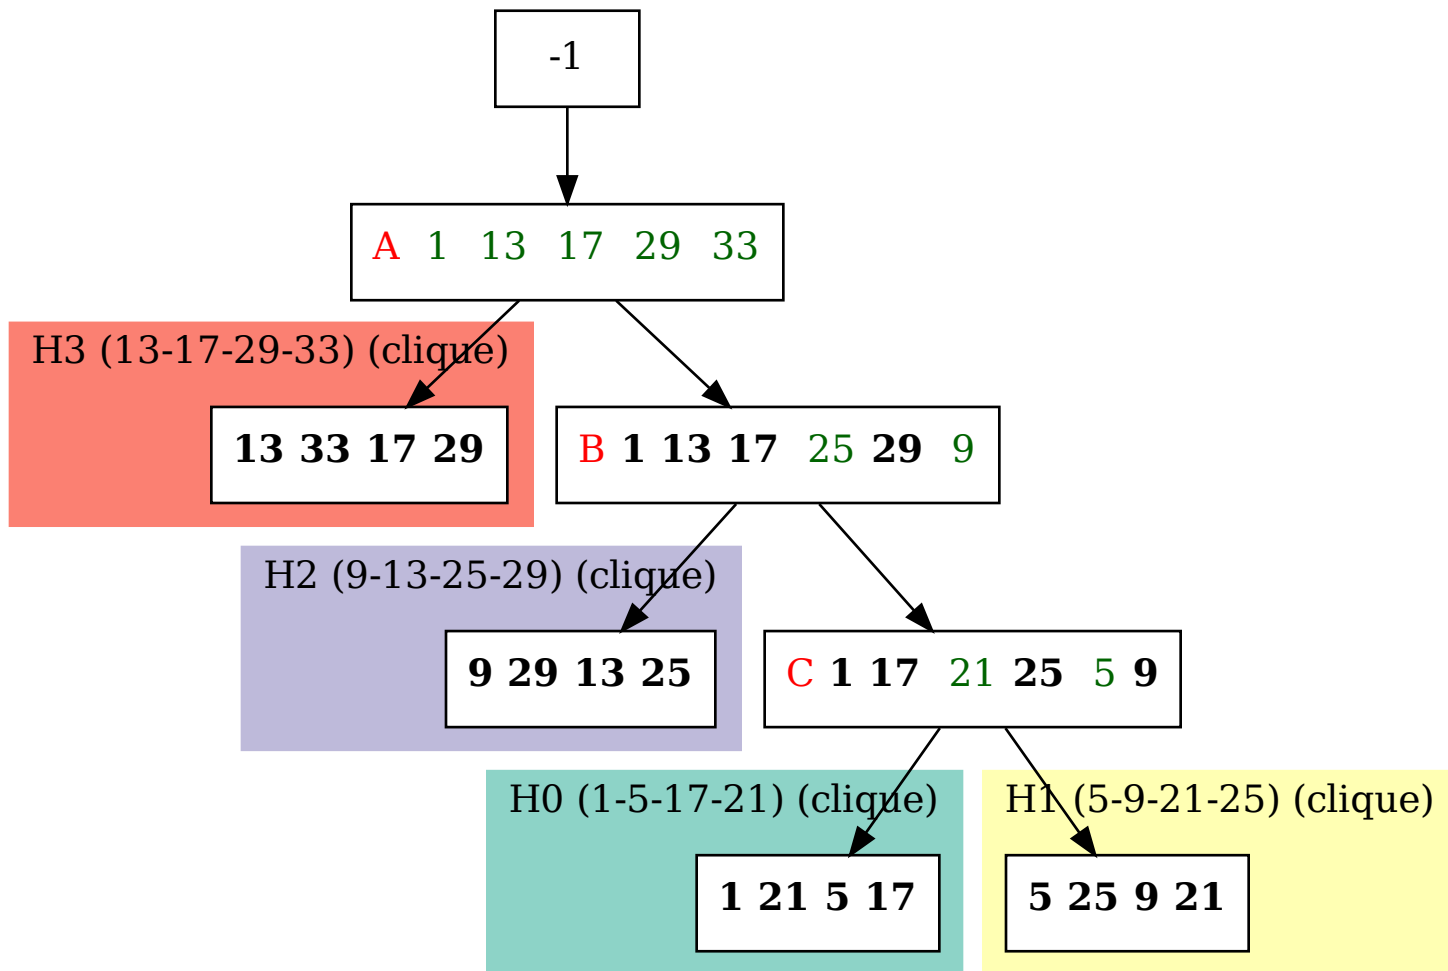 -1
A 1 13 17 29 33
H3 (13-17-29-33) (clique)
13 33 17 29
B 1 13 17 25 29 9
H2 (9-13-25-29) (clique)
9 29 13 25
C 1 17 21 25 5 9
H0 (1-5-17-21) (clique)
H1 (5-9-21-25) (clique)
1 21 5 17
5 25 9 21